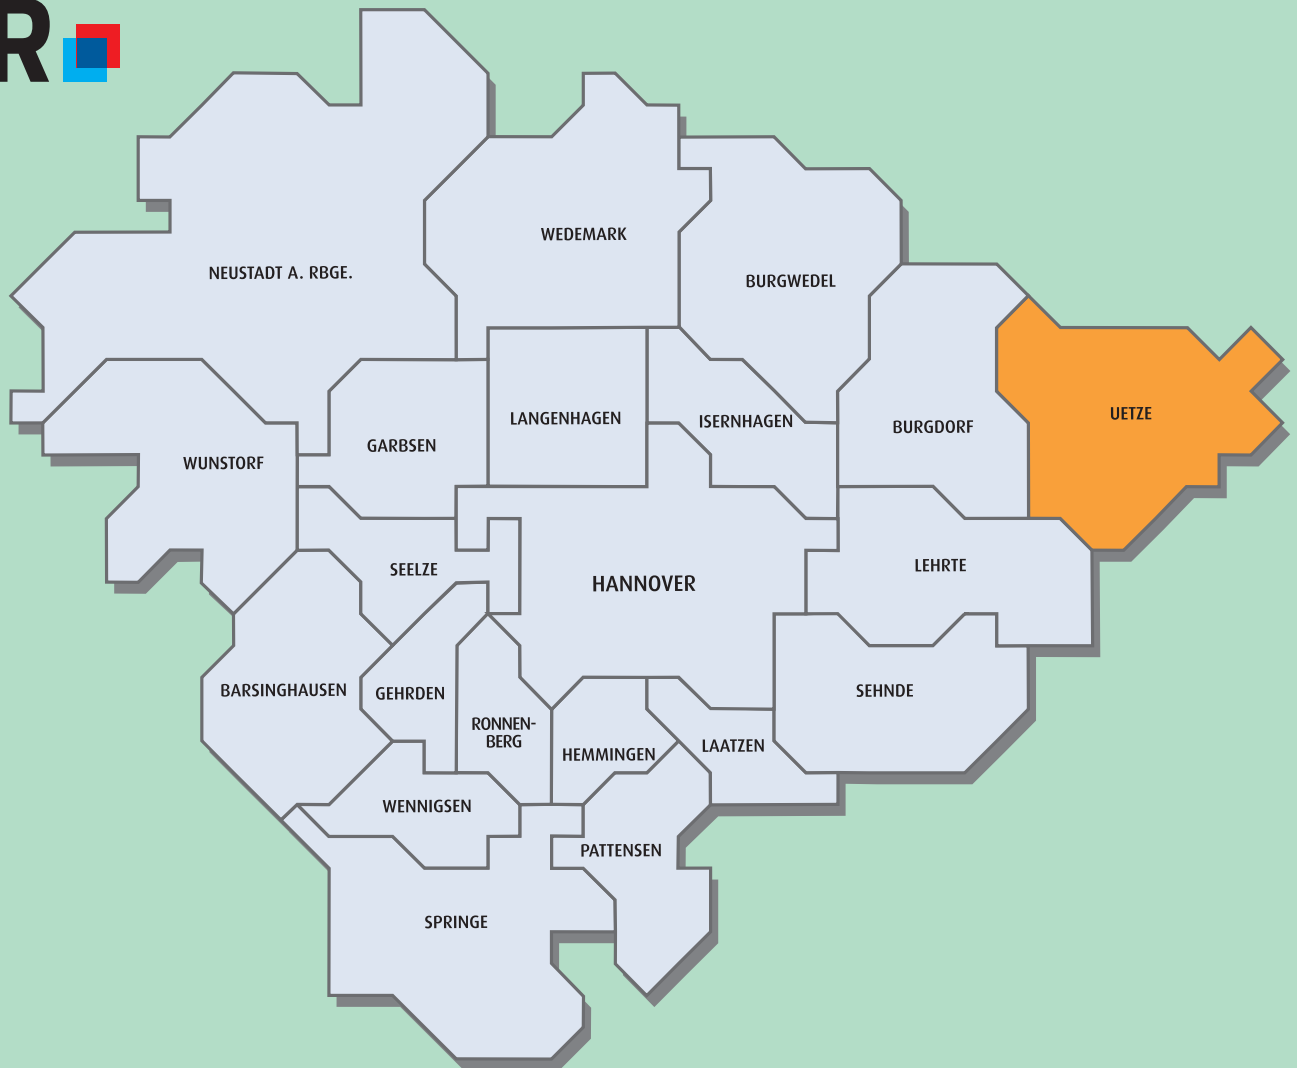 R
WEDEMARK
NEUSTADT A. RBGE.
BURGWEDEL
UETZE
LANGENHAGEN
ISERNHAGEN
BURGDORF
GARBSEN
WUNSTORF
LEHRTE
SEELZE
HANNOVER
BARSINGHAUSEN
GEHRDEN
SEHNDE
RONNEN-
BERG
LAATZEN
HEMMINGEN
WENNIGSEN
PATTENSEN
SPRINGE